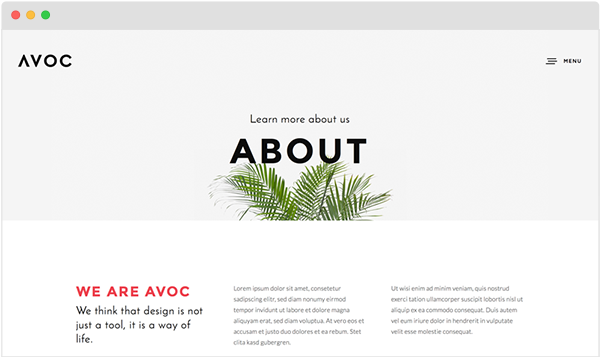 AVOC
MENU
Learn more about us
ABOUT
WE ARE AVOC
We think that design is not
just a tool, it is a way of
life.
Lorem ipsum dolor sit amet, consetetur
sadipscing elitr, sed diam nonumy eirmod
tempor invidunt ut labore et dolore magna
aliquyam erat, sed diam voluptua. At vero eos et
accusam et justo duo dolores et ea rebum. Stet
clita kasd gubergren.
Ut wisi enim ad minim veniam, quis nostrud
exerci tation ullamcorper suscipit lobortis nisl ut
aliquip ex ea commodo consequat. Duis autem
vel eum iriure dolor in hendrerit in vulputate
velit esse molestie consequat.